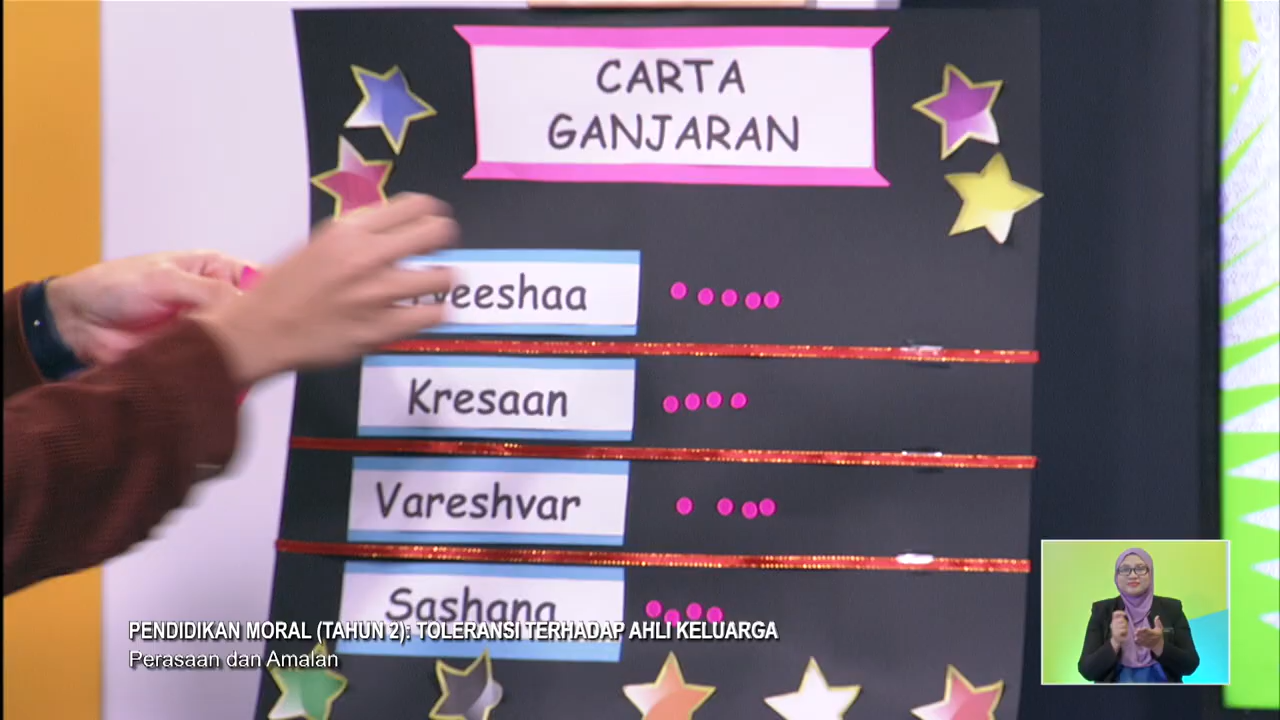 CARTA
GANJARAN
Kresaan
Vareshvar
Sashana
PENDIDIKAN MORAL (TAHUN 2): TOLERANSI TERHADAP AHLI KELUARGA
Perasaan dan Amalan